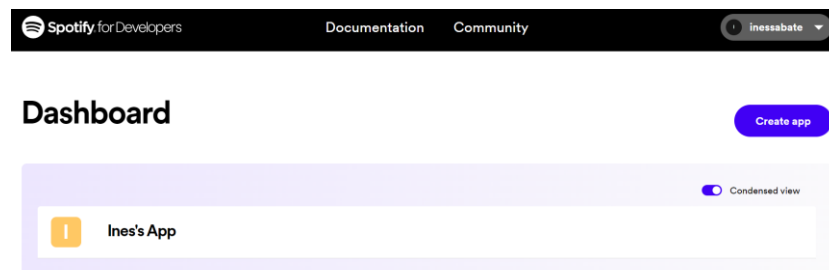 Spotify for Developers Documentation Community inessabate
Dashboard
Create app
Condensed view
I Ines's App